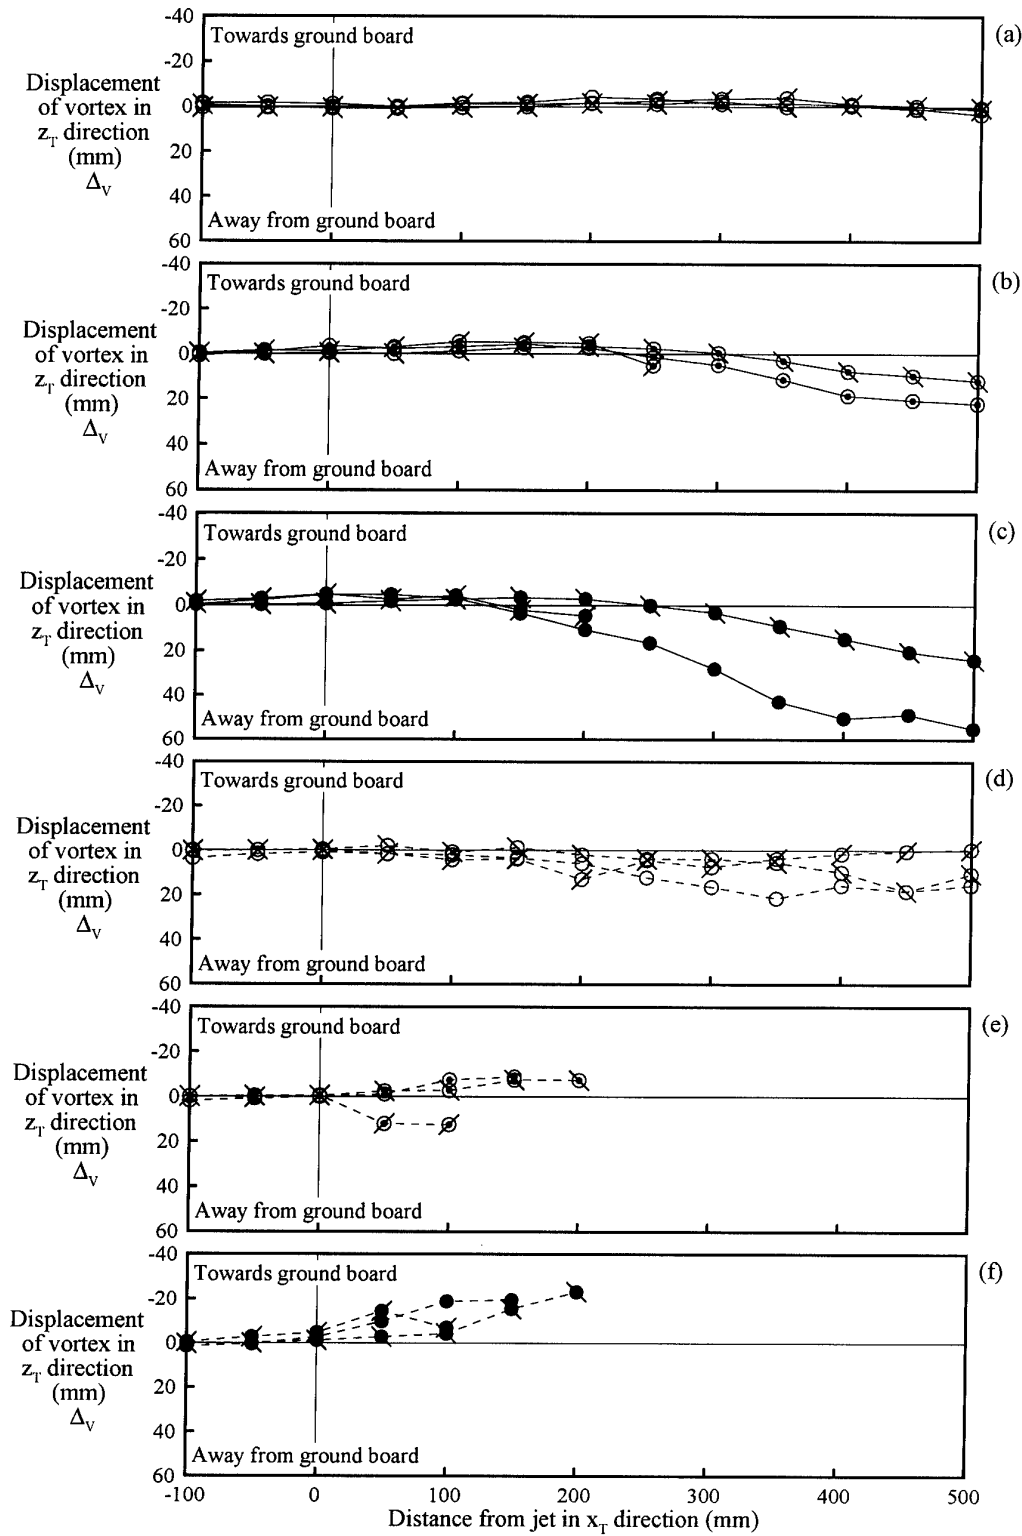 -40
Towards ground board
(a)
-20
Displacement
of vortex in
0
z_T direction
20
(mm)
Δ_V
40
Away from ground board
60
-40
Towards ground board
(b)
-20
Displacement
of vortex in
0
z_T direction
20
(mm)
Δ_V
40
Away from ground board
60
-40
Towards ground board
(c)
-20
Displacement
of vortex in
0
z_T direction
20
(mm)
Δ_V
40
Away from ground board
60
-40
Towards ground board
(d)
-20
Displacement
of vortex in
0
z_T direction
20
(mm)
Δ_V
40
Away from ground board
60
-40
Towards ground board
(e)
-20
Displacement
of vortex in
0
z_T direction
20
(mm)
Δ_V
40
Away from ground board
60
-40
Towards ground board
(f)
-20
Displacement
of vortex in
0
z_T direction
20
(mm)
Δ_V
40
Away from ground board
60
-100 0 100 200 300 400 500
Distance from jet in x_T direction (mm)